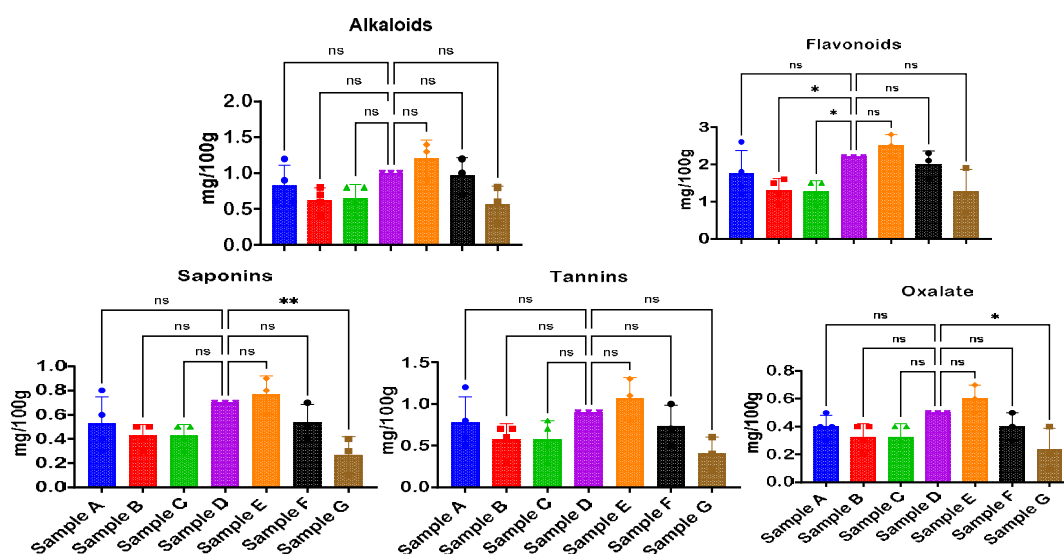 Alkaloids
ns
ns
ns
ns
ns
ns
mg/100g
2.0
1.5
1.0
0.5
0.0
Flavonoids
ns
ns
*
ns
*
ns
mg/100g
3
2
1
0
Saponins
ns
**
ns
ns
ns
ns
mg/100g
1.0
0.8
0.6
0.4
0.2
0.0
Sample A
Sample B
Sample C
Sample D
Sample E
Sample F
Sample G
Tannins
ns
ns
ns
ns
ns
ns
mg/100g
1.5
1.0
0.5
0.0
Sample A
Sample B
Sample C
Sample D
Sample E
Sample F
Sample G
Oxalate
ns
*
ns
ns
ns
ns
mg/100g
0.8
0.6
0.4
0.2
0.0
Sample A
Sample B
Sample C
Sample D
Sample E
Sample F
Sample G